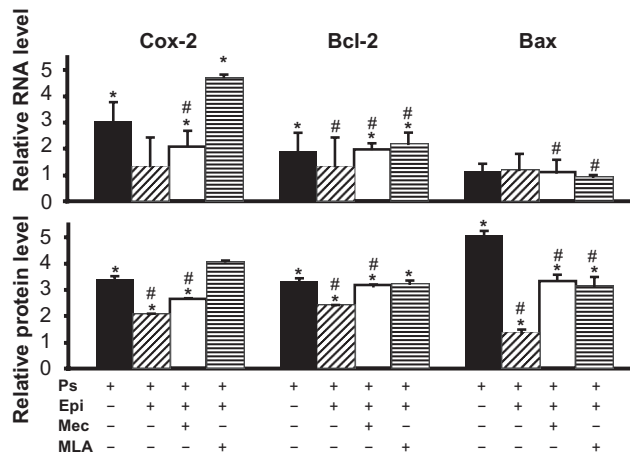 Cox-2 Bcl-2 Bax
Relative RNA level
5
4
3
2
1
0
* # * * * # # * # * # #
Relative protein level
5
4
3
2
1
0
* # * # * * # * # * * * # * # * # *
Ps + + + + + + + + + + + +
Epi – + + + – + + + – + + +
Mec – – + – – – + – – – + –
MLA – – – + – – – + – – – +